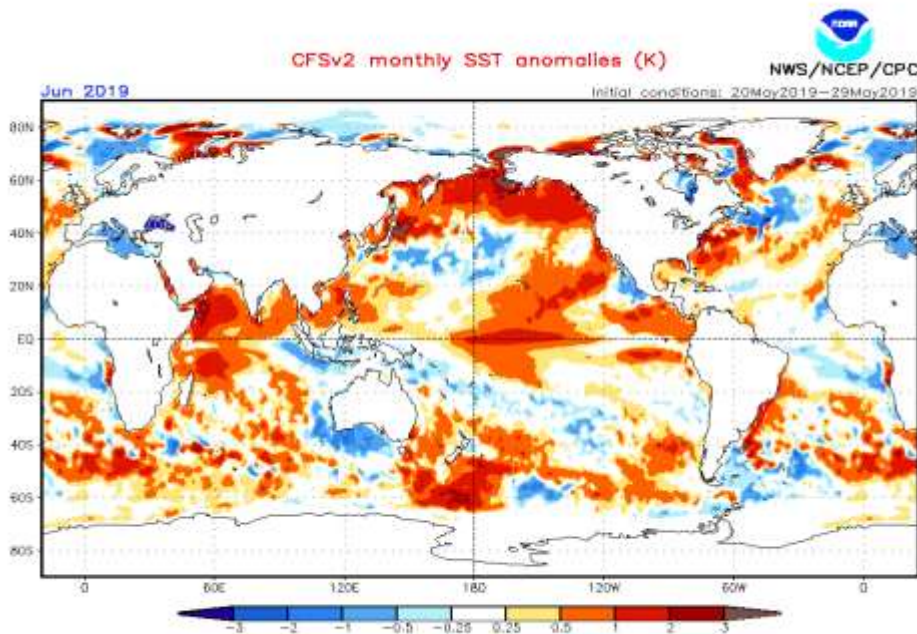 NOAA
CFSv2 monthly SST anomalies (K)
NWS/NCEP/CPC
Jun 2019
Initial conditions: 20May2019-29May2019
80N
60N
40N
20N
EQ
20S
40S
60S
80S
0 60E 120E 180 120W 60W 0
-3 -2 -1 -0.5 -0.25 0.25 0.5 1 2 3